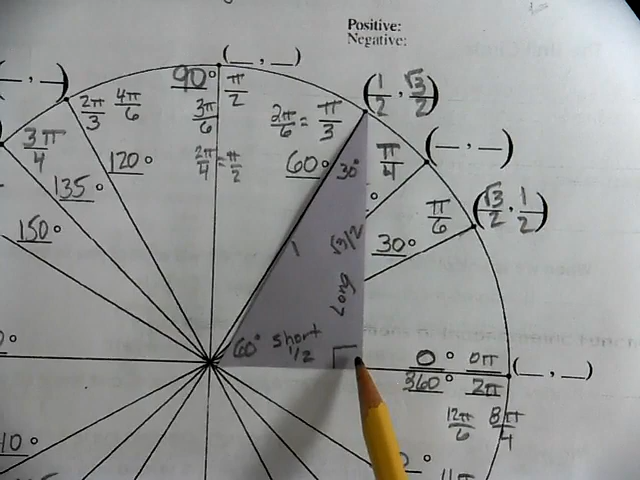 Positive:
Negative:
(__, __)
(__, __)
90° π/2
3π/6
2π/4 = π/2
2π/3 4π/6
120°
3π/4
135°
150°
2π/6 = π/3
60°
(1/2, √3/2)
π/4
(__, __)
π/6
(√3/2, 1/2)
30°
30°
1
√3/2
Long
60° short
1/2
0° 0π
360° 2π
(__, __)
12π/6 8π/4